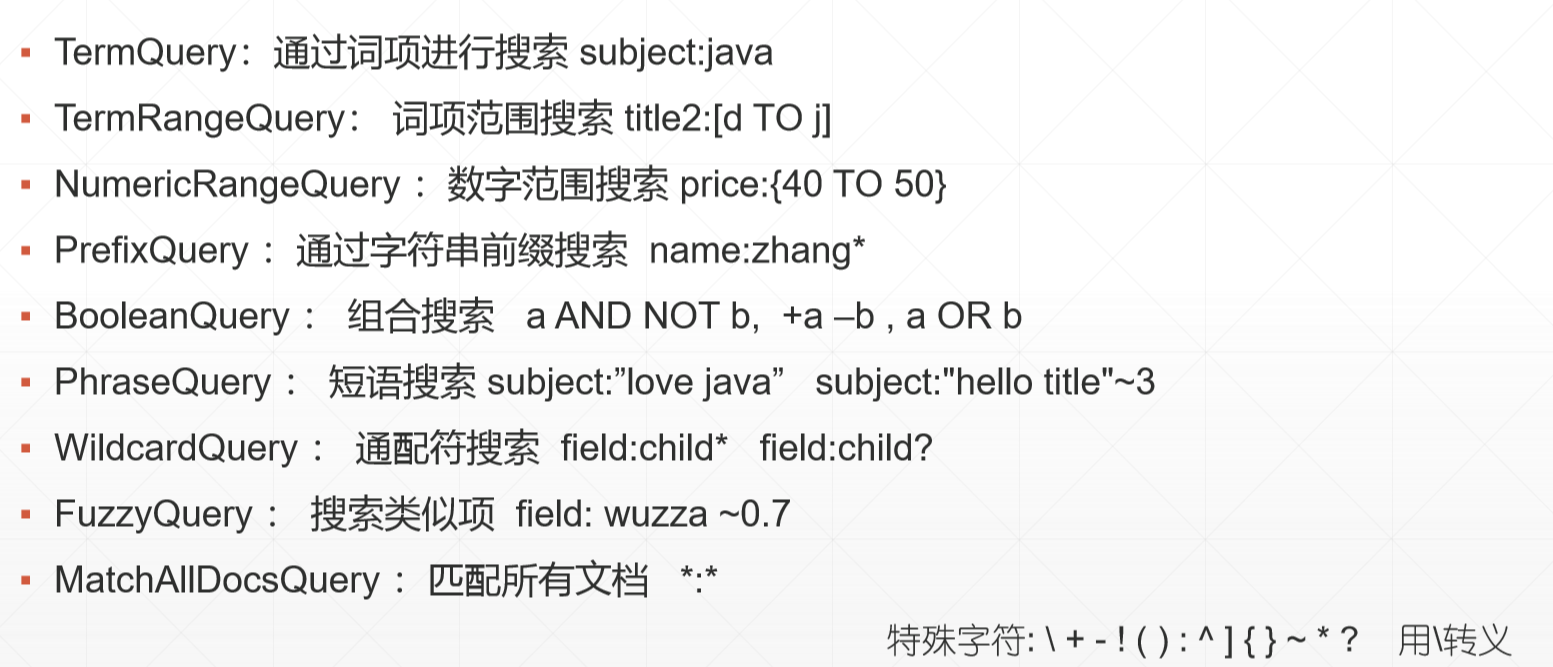 ▪ TermQuery：通过词项进行搜索 subject:java
▪ TermRangeQuery： 词项范围搜索 title2:[d TO j]
▪ NumericRangeQuery ：数字范围搜索 price:{40 TO 50}
▪ PrefixQuery ：通过字符串前缀搜索 name:zhang*
▪ BooleanQuery ： 组合搜索 a AND NOT b, +a –b , a OR b
▪ PhraseQuery ： 短语搜索 subject:”love java” subject:"hello title"~3
▪ WildcardQuery ： 通配符搜索 field:child* field:child?
▪ FuzzyQuery ： 搜索类似项 field: wuzza ~0.7
▪ MatchAllDocsQuery ：匹配所有文档 *:*
特殊字符: \ + - ! ( ) : ^ ] { } ~ * ? 用\转义